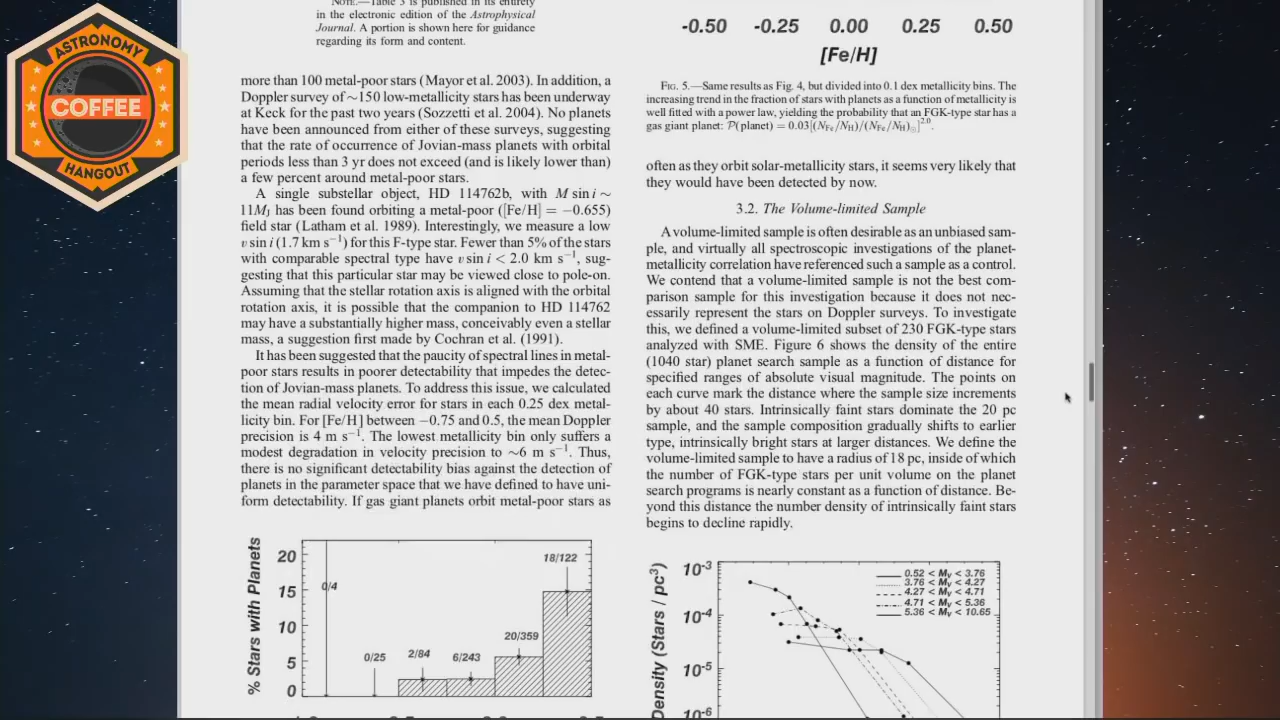 ASTRONOMY
COFFEE
HANGOUT
NOTE.—Table 3 is published in its entirety
in the electronic edition of the Astrophysical
Journal. A portion is shown here for guidance
regarding its form and content.
more than 100 metal-poor stars (Mayor et al. 2003). In addition, a
Doppler survey of ~150 low-metallicity stars has been underway
at Keck for the past two years (Sozzetti et al. 2004). No planets
have been announced from either of these surveys, suggesting
that the rate of occurrence of Jovian-mass planets with orbital
periods less than 3 yr does not exceed (and is likely lower than)
a few percent around metal-poor stars.
A single substellar object, HD 114762b, with M sin i ~
11MJ has been found orbiting a metal-poor ([Fe/H] = −0.655)
field star (Latham et al. 1989). Interestingly, we measure a low
v sin i (1.7 km s−1) for this F-type star. Fewer than 5% of the stars
with comparable spectral type have v sin i < 2.0 km s−1, sug-
gesting that this particular star may be viewed close to pole-on.
Assuming that the stellar rotation axis is aligned with the orbital
rotation axis, it is possible that the companion to HD 114762
may have a substantially higher mass, conceivably even a stellar
mass, a suggestion first made by Cochran et al. (1991).
It has been suggested that the paucity of spectral lines in metal-
poor stars results in poorer detectability that impedes the detec-
tion of Jovian-mass planets. To address this issue, we calculated
the mean radial velocity error for stars in each 0.25 dex metal-
licity bin. For [Fe/H] between −0.75 and 0.5, the mean Doppler
precision is 4 m s−1. The lowest metallicity bin only suffers a
modest degradation in velocity precision to ~6 m s−1. Thus,
there is no significant detectability bias against the detection of
planets in the parameter space that we have defined to have uni-
form detectability. If gas giant planets orbit metal-poor stars as
% Stars with Planets
20
15
10
5
0
0/4
0/25
2/84
6/243
20/359
18/122
-0.50 -0.25 0.00 0.25 0.50
[Fe/H]
FIG. 5.—Same results as Fig. 4, but divided into 0.1 dex metallicity bins. The
increasing trend in the fraction of stars with planets as a function of metallicity is
well fitted with a power law, yielding the probability that an FGK-type star has a
gas giant planet: P(planet) = 0.03[(NFe/NH)/(NFe/NH)⊙]2.0.
often as they orbit solar-metallicity stars, it seems very likely that
they would have been detected by now.
3.2. The Volume-limited Sample
A volume-limited sample is often desirable as an unbiased sam-
ple, and virtually all spectroscopic investigations of the planet-
metallicity correlation have referenced such a sample as a control.
We contend that a volume-limited sample is not the best com-
parison sample for this investigation because it does not nec-
essarily represent the stars on Doppler surveys. To investigate
this, we defined a volume-limited subset of 230 FGK-type stars
analyzed with SME. Figure 6 shows the density of the entire
(1040 star) planet search sample as a function of distance for
specified ranges of absolute visual magnitude. The points on
each curve mark the distance where the sample size increments
by about 40 stars. Intrinsically faint stars dominate the 20 pc
sample, and the sample composition gradually shifts to earlier
type, intrinsically bright stars at larger distances. We define the
volume-limited sample to have a radius of 18 pc, inside of which
the number of FGK-type stars per unit volume on the planet
search programs is nearly constant as a function of distance. Be-
yond this distance the number density of intrinsically faint stars
begins to decline rapidly.
Density (Stars / pc3)
10-3
10-4
10-5
10-6
0.52 < MV < 3.76
3.76 < MV < 4.27
4.27 < MV < 4.71
4.71 < MV < 5.36
5.36 < MV < 10.65